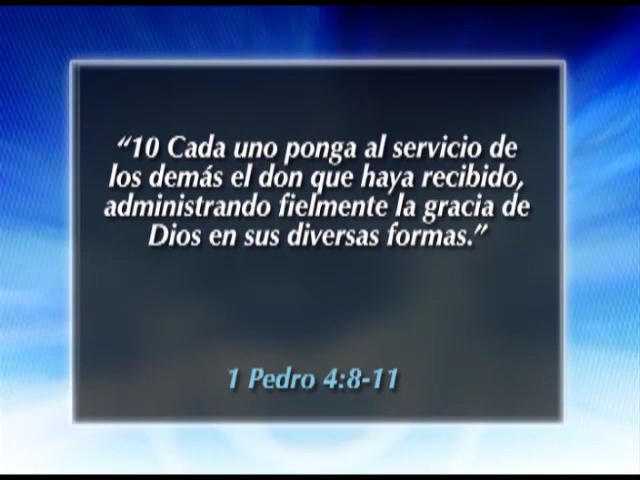 “10 Cada uno ponga al servicio de
los demás el don que haya recibido,
administrando fielmente la gracia de
Dios en sus diversas formas.”
1 Pedro 4:8-11